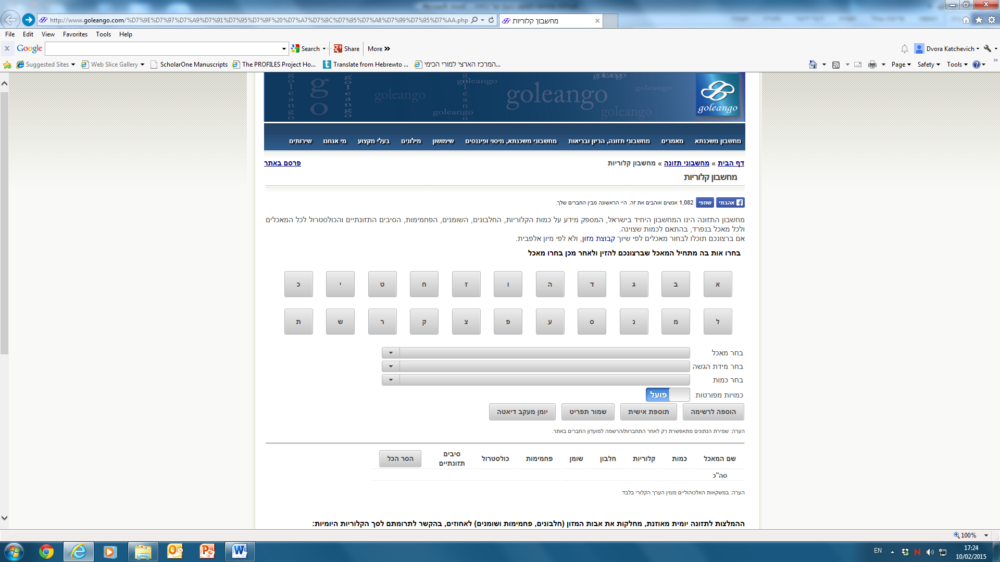 http://www.goleango.com/%D7%9E%D7%97%D7%A9%D7%91%D7%95%D7%9F%20%D7%A7%D7%9C%D7%95%D7%A8%D7%99%D7%95%D7%AA.php
מחשבון קלוריות
File Edit View Favorites Tools Help
x Google Search Share More »
Dvora Katchevich
Suggested Sites Web Slice Gallery ScholarOne Manuscripts The PROFILES Project Ho... Translate from Hebrewto ... המרכז הארצי למורי הכימי...
Page Safety Tools
goleango goleango goleango goleango goleango goleango goleango goleango
goleango
מחשבון משכנתא מאמרים מחשבוני תזונה, הריון ובריאות מחשבוני משכנתא, מיסוי ופיננסים שימושון מילונים בעלי מקצוע מי אנחנו שירותים
דף הבית » מחשבוני תזונה » מחשבון קלוריות
פרסם באתר
מחשבון קלוריות
אהבתי שתפי 1,082 אנשים אוהבים את זה. היי הראשונה מבין החברים שלך.
מחשבון התזונה הינו המחשבון היחיד בישראל, המספק מידע על כמות הקלוריות, החלבונים, השומנים, הפחמימות, הסיבים התזונתיים והכולסטרול לכל המאכלים
ולכל מאכל בנפרד, בהתאם לכמות שצוינה.
אם ברצונכם תוכלו לבחור מאכלים לפי שיוך קבוצת מזון, ולא לפי מיון אלפבית.
בחרו אות בה מתחיל המאכל שברצונכם להזין ולאחר מכן בחרו מאכל
א ב ג ד ה ו ז ח ט י כ
ל מ נ ס ע פ צ ק ר ש ת
בחר מאכל
בחר מידת הגשה
בחר כמות
כמויות מפורטות פועל
הוספה לרשימה תוספת אישית שמור תפריט יומן מעקב דיאטה
הערה: שמירת הנתונים מתאפשרת רק לאחר התחברות/הרשמה למועדון החברים באתר.
שם המאכל כמות קלוריות חלבון שומן פחמימות כולסטרול סיבים תזונתיים הסר הכל
סה"כ
הערה: במשקאות האלכוהוליים מצוין הערך הקלורי בלבד
ההמלצות לתזונה יומית מאוזנת, מחלקות את אבות המזון (חלבונים, פחמימות ושומנים) לאחוזים, בהקשר לתרומתם לסך הקלוריות היומיות:
100%
EN
17:24
10/02/2015